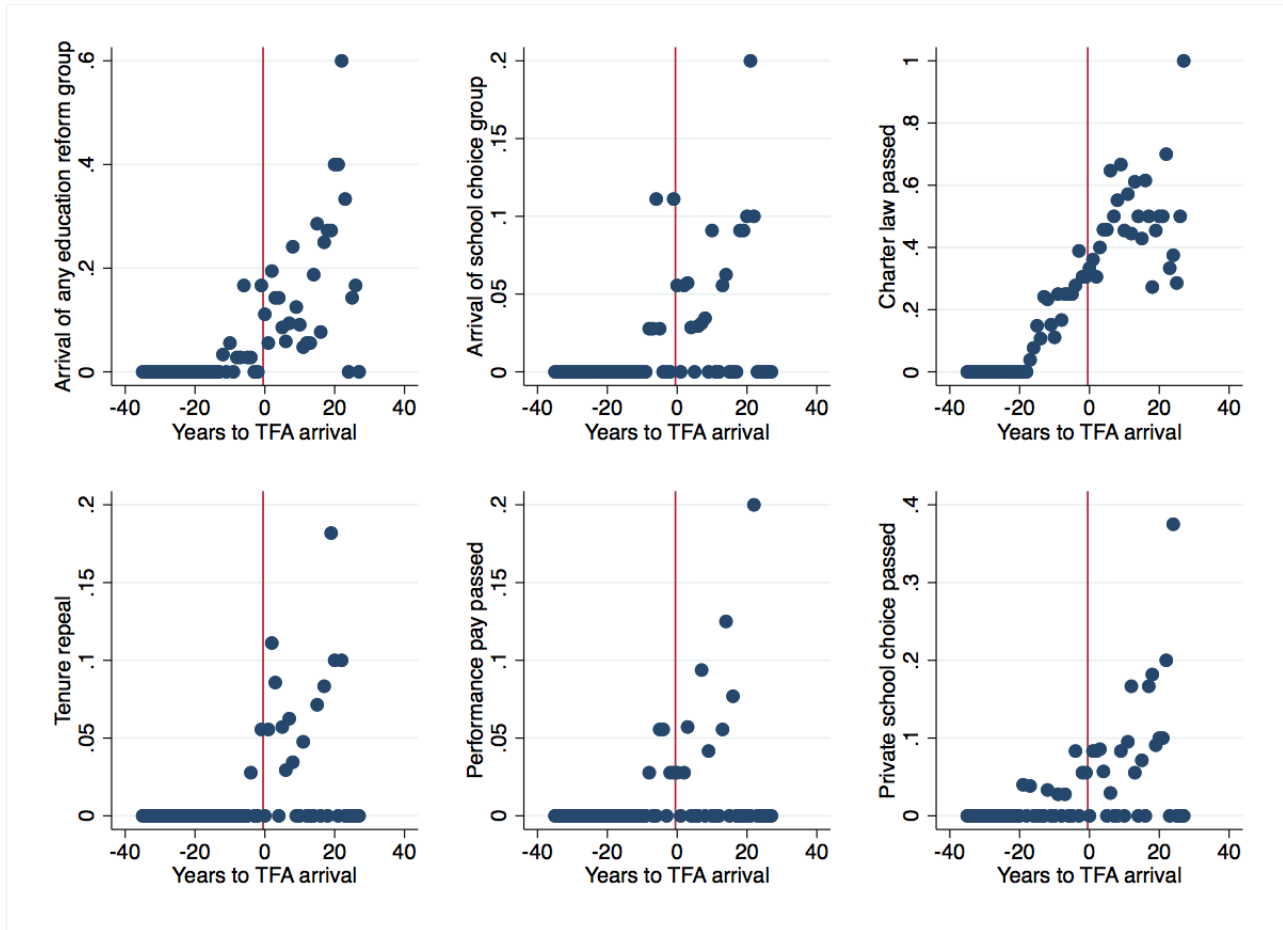 Arrival of any education reform group
0 .2 .4 .6
-40 -20 0 20 40
Years to TFA arrival
Arrival of school choice group
0 .05 .1 .15 .2
-40 -20 0 20 40
Years to TFA arrival
Charter law passed
0 .2 .4 .6 .8 1
-40 -20 0 20 40
Years to TFA arrival
Tenure repeal
0 .05 .1 .15 .2
-40 -20 0 20 40
Years to TFA arrival
Performance pay passed
0 .05 .1 .15 .2
-40 -20 0 20 40
Years to TFA arrival
Private school choice passed
0 .1 .2 .3 .4
-40 -20 0 20 40
Years to TFA arrival